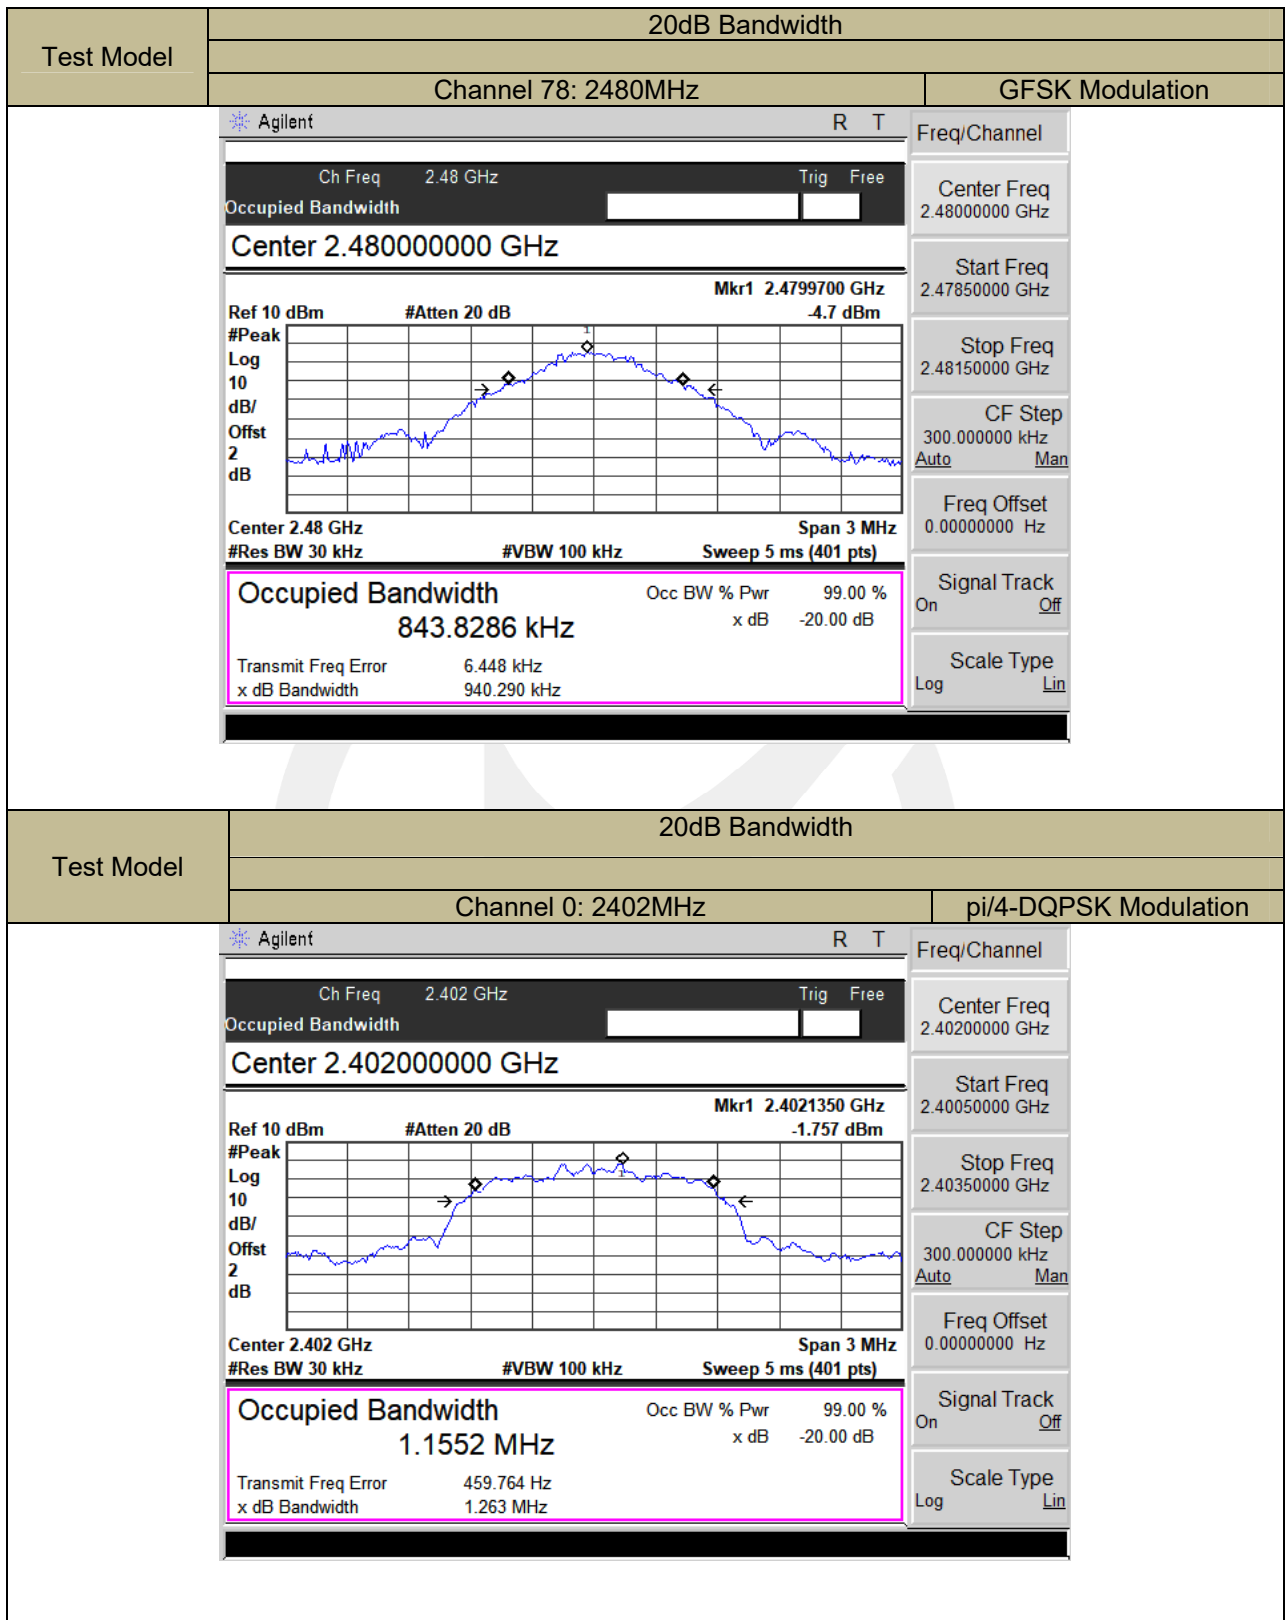 20dB Bandwidth
Test Model
Channel 78: 2480MHz GFSK Modulation
Agilent R T
Freq/Channel
Ch Freq 2.48 GHz Trig Free
Occupied Bandwidth
Center Freq
2.48000000 GHz
Center 2.480000000 GHz
Start Freq
2.47850000 GHz
Mkr1 2.4799700 GHz
Ref 10 dBm #Atten 20 dB -4.7 dBm
#Peak
1
Log
10
dB/
Offst
2
dB
Stop Freq
2.48150000 GHz
CF Step
300.000000 kHz
Auto Man
Freq Offset
0.00000000 Hz
Center 2.48 GHz Span 3 MHz
#Res BW 30 kHz #VBW 100 kHz Sweep 5 ms (401 pts)
Occupied Bandwidth Occ BW % Pwr 99.00 %
843.8286 kHz x dB -20.00 dB
Signal Track
On Off
Transmit Freq Error 6.448 kHz
x dB Bandwidth 940.290 kHz
Scale Type
Log Lin
20dB Bandwidth
Test Model
Channel 0: 2402MHz pi/4-DQPSK Modulation
Agilent R T
Freq/Channel
Ch Freq 2.402 GHz Trig Free
Occupied Bandwidth
Center Freq
2.40200000 GHz
Center 2.402000000 GHz
Start Freq
2.40050000 GHz
Mkr1 2.4021350 GHz
Ref 10 dBm #Atten 20 dB -1.757 dBm
#Peak
1
Log
10
dB/
Offst
2
dB
Stop Freq
2.40350000 GHz
CF Step
300.000000 kHz
Auto Man
Freq Offset
0.00000000 Hz
Center 2.402 GHz Span 3 MHz
#Res BW 30 kHz #VBW 100 kHz Sweep 5 ms (401 pts)
Occupied Bandwidth Occ BW % Pwr 99.00 %
1.1552 MHz x dB -20.00 dB
Signal Track
On Off
Transmit Freq Error 459.764 Hz
x dB Bandwidth 1.263 MHz
Scale Type
Log Lin